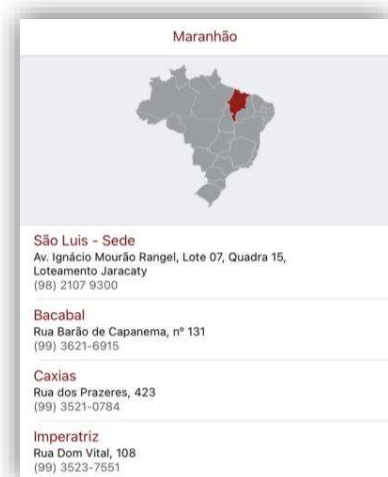 Maranhão
São Luis - Sede
Av. Ignácio Mourão Rangel, Lote 07, Quadra 15,
Loteamento Jaracaty
(98) 2107 9300
Bacabal
Rua Barão de Capanema, nº 131
(99) 3621-6915
Caxias
Rua dos Prazeres, 423
(99) 3521-0784
Imperatriz
Rua Dom Vital, 108
(99) 3523-7551